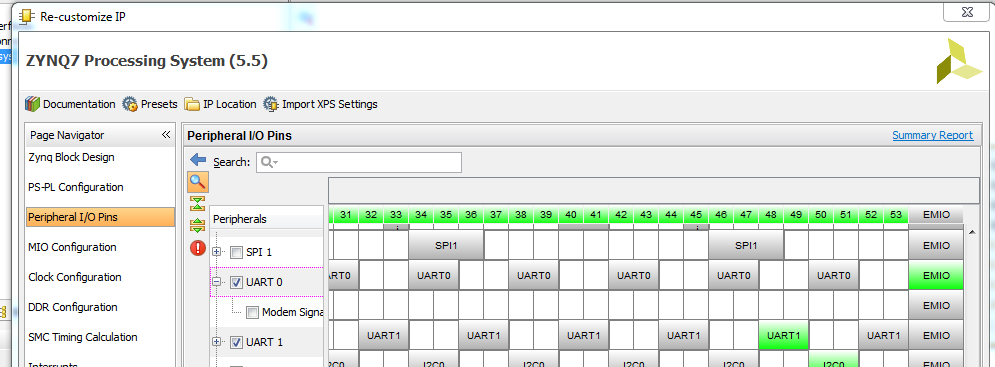 Re-customize IP
ZYNQ7 Processing System (5.5)
Documentation Presets IP Location Import XPS Settings
Page Navigator
Zynq Block Design
PS-PL Configuration
Peripheral I/O Pins
MIO Configuration
Clock Configuration
DDR Configuration
SMC Timing Calculation
Interrupts
Peripheral I/O Pins Summary Report
Search:
Peripherals 31 32 33 34 35 36 37 38 39 40 41 42 43 44 45 46 47 48 49 50 51 52 53 EMIO
SPI 1 SPI1 SPI1 EMIO
UART 0 UART0 UART0 UART0 UART0 UART0 EMIO
Modem Signa EMIO
UART 1 UART1 UART1 UART1 UART1 UART1 UART1 EMIO
I2C0 I2C0 I2C0 I2C0 I2C0 EMIO